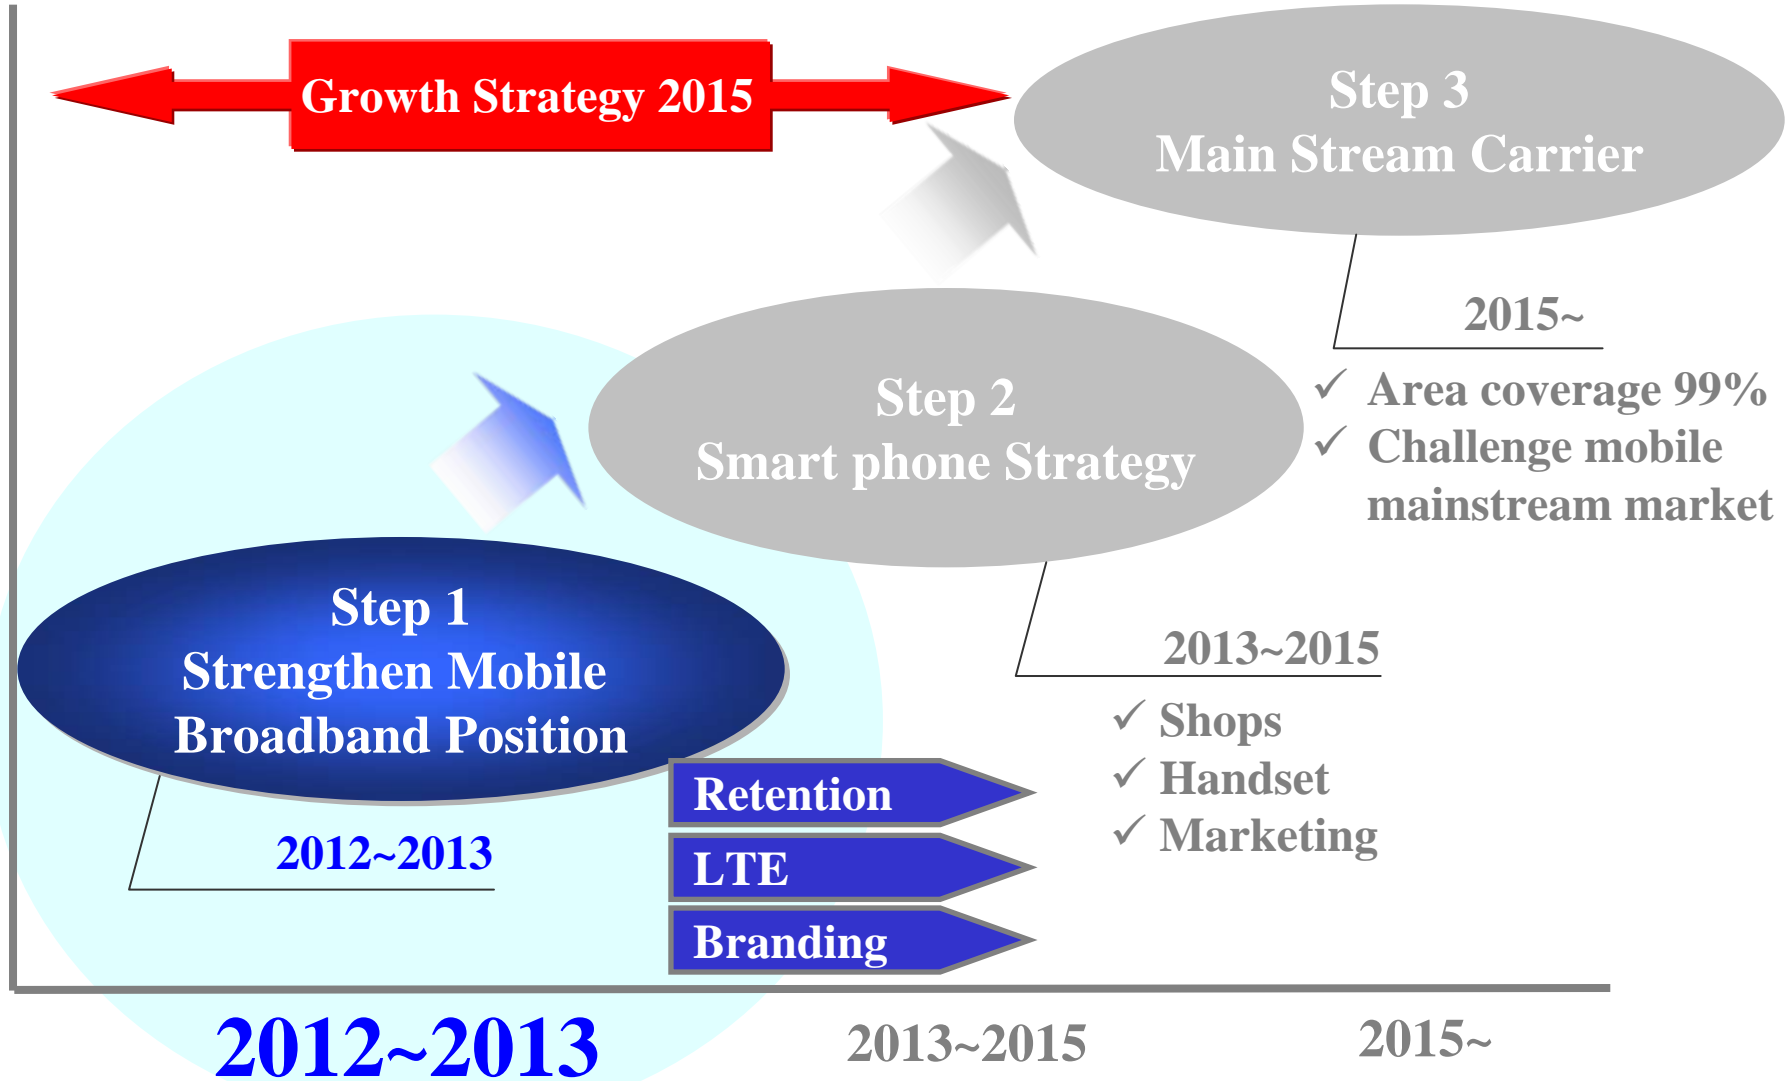 Growth Strategy 2015
Step 3
Main Stream Carrier
2015~
✓ Area coverage 99%
✓ Challenge mobile
mainstream market
Step 2
Smart phone Strategy
2013~2015
✓ Shops
✓ Handset
✓ Marketing
Step 1
Strengthen Mobile
Broadband Position
2012~2013
Retention
LTE
Branding
2012~2013
2013~2015
2015~